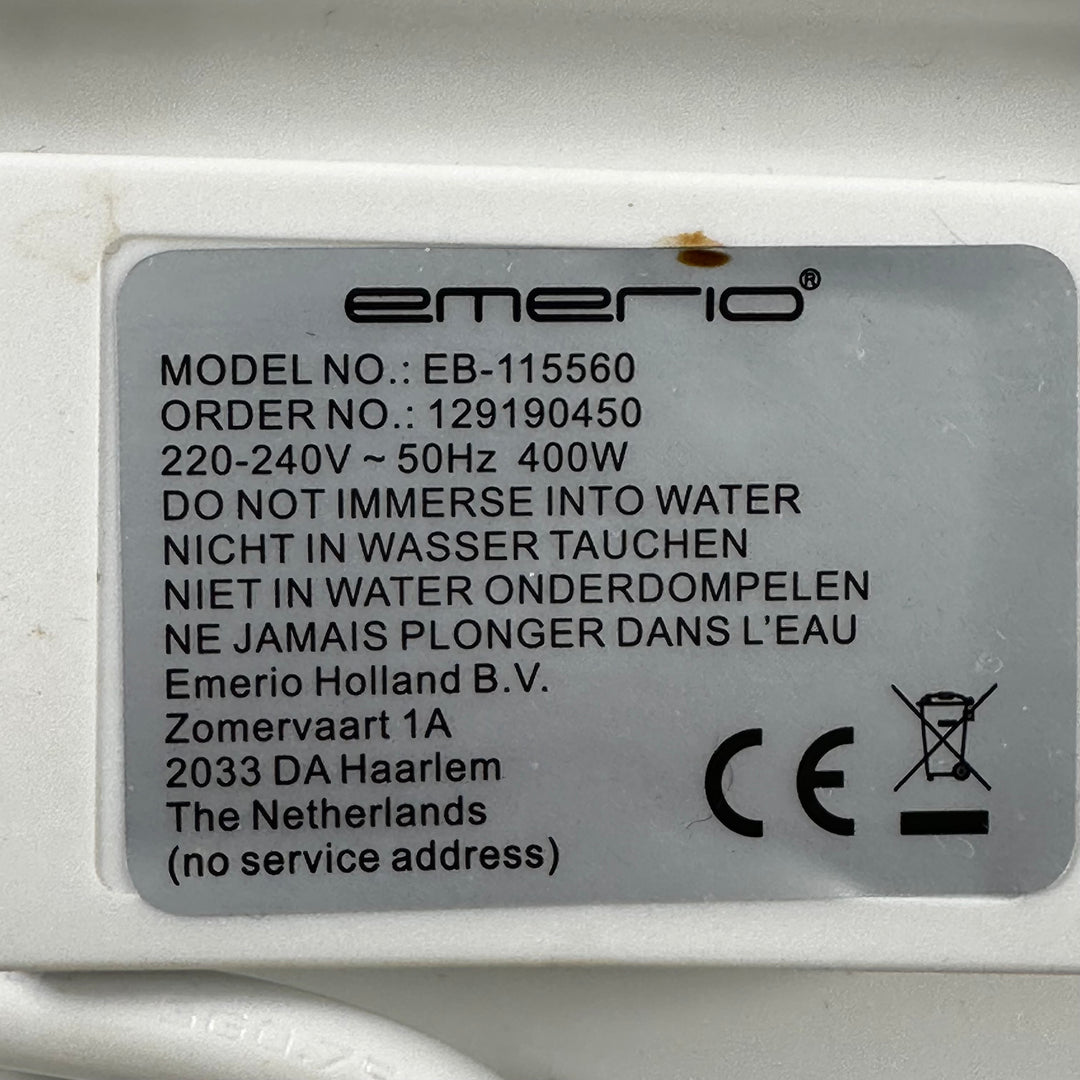 emerio®
MODEL NO.: EB-115560
ORDER NO.: 129190450
220-240V ~ 50Hz 400W
DO NOT IMMERSE INTO WATER
NICHT IN WASSER TAUCHEN
NIET IN WATER ONDERDOMPELEN
NE JAMAIS PLONGER DANS L'EAU
Emerio Holland B.V.
Zomervaart 1A
2033 DA Haarlem
The Netherlands
(no service address)
CE